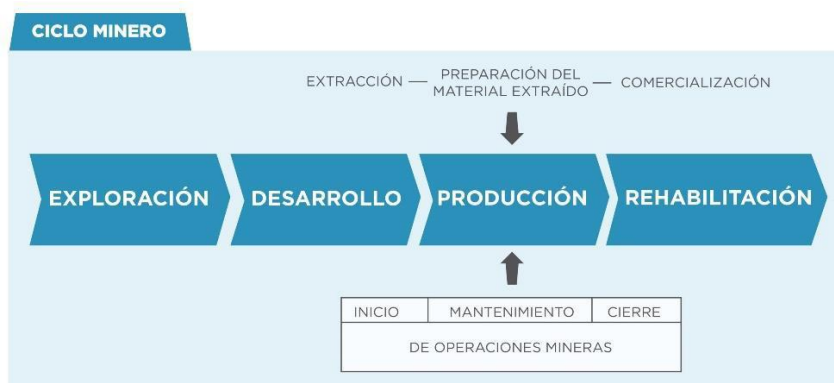 CICLO MINERO
EXTRACCIÓN — PREPARACIÓN DEL MATERIAL EXTRAÍDO — COMERCIALIZACIÓN
EXPLORACIÓN
DESARROLLO
PRODUCCIÓN
REHABILITACIÓN
INICIO
MANTENIMIENTO
CIERRE
DE OPERACIONES MINERAS